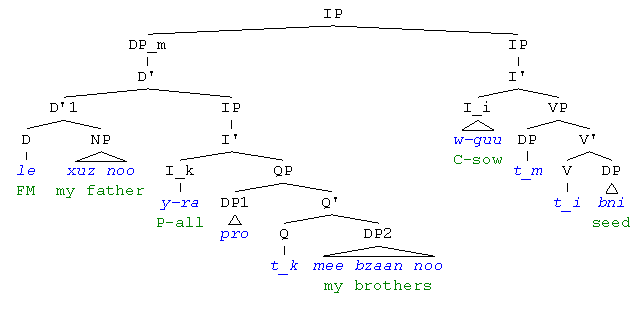 IP
DP_m IP
D' I'
D'1 IP I_i VP
D NP I' w-guu DP V'
le xuz noo I_k QP C-sow t_m V DP
FM my father y-ra DP1 Q' t_i bni
P-all pro Q DP2 seed
t_k mee bzaan noo
my brothers